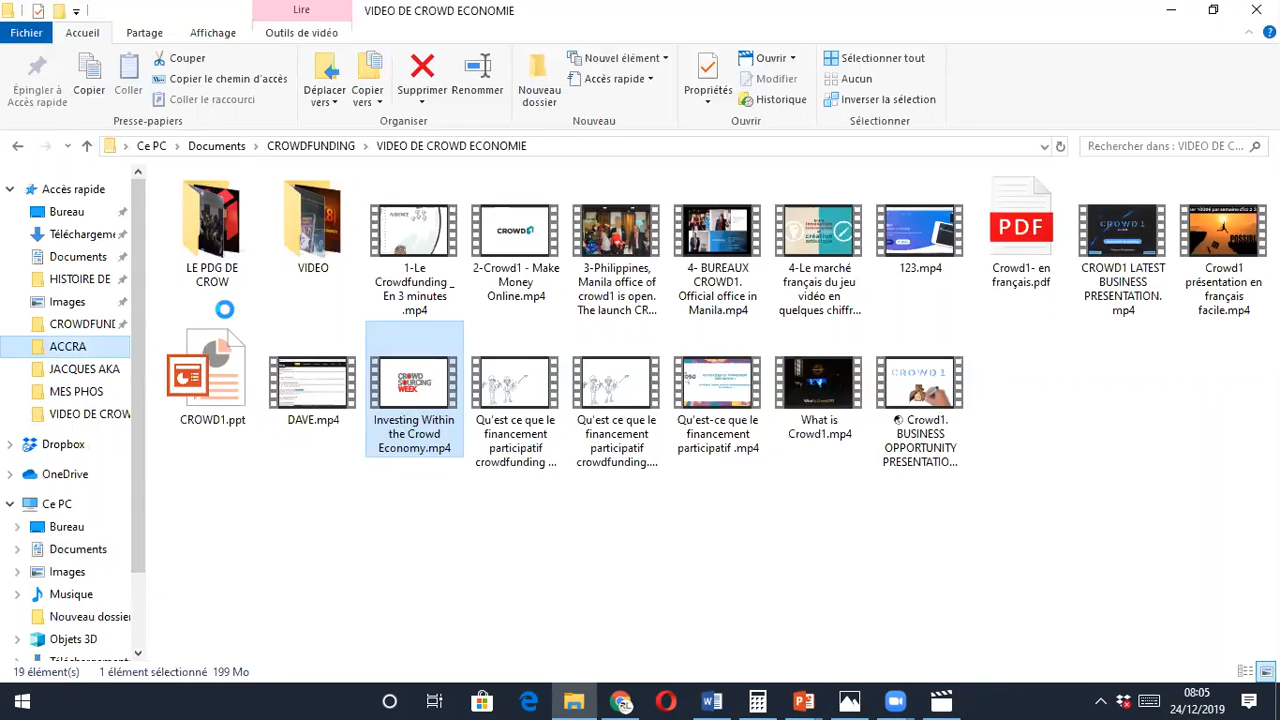 Lire
VIDEO DE CROWD ECONOMIE
Fichier
Accueil
Partage
Affichage
Outils de vidéo
Épingler à
Accès rapide
Copier
Coller
Couper
Copier le chemin d'accès
Coller le raccourci
Presse-papiers
Déplacer
vers
Copier
vers
Supprimer
Renommer
Organiser
Nouveau
dossier
Nouvel élément
Accès rapide
Nouveau
Propriétés
Ouvrir
Modifier
Historique
Ouvrir
Sélectionner tout
Aucun
Inverser la sélection
Sélectionner
Ce PC
Documents
CROWDFUNDING
VIDEO DE CROWD ECONOMIE
Rechercher dans : VIDEO DE C...
Accès rapide
Bureau
Téléchargem
Documents
HISTOIRE DE
Images
CROWDFUN
ACCRA
JACQUES AKA
MES PHOS
VIDEO DE CROW
Dropbox
OneDrive
Ce PC
Bureau
Documents
Images
Musique
Nouveau dossier
Objets 3D
LE PDG DE
CROW
VIDEO
AUDIENCE
1-Le
Crowdfunding _
En 3 minutes
.mp4
CROWD
2-Crowd1 - Make
Money
Online.mp4
3-Philippines,
Manila office of
crowd1 is open.
The launch CR...
4- BUREAUX
CROWD1.
Official office in
Manila.mp4
4-Le marché
du jeu
vidéo en
quelques chiffr...
123.mp4
PDF
Crowd1- en
français.pdf
CROWD1
CROWD1 LATEST
BUSINESS
PRESENTATION.
mp4
POSSIBLE
Crowd1
présentation en
français
facile.mp4
CROWD1.ppt
DAVE.mp4
CROWD
SOURCING
WEEK
Investing Within
the Crowd
Economy.mp4
Qu'est ce que le
financement
participatif
crowdfunding ...
Qu'est ce que le
financement
participatif
crowdfunding....
Qu'est-ce que le
financement
participatif .mp4
What is
Crowd1.mp4
CROWD1
Crowd1.
BUSINESS
OPPORTUNITY
PRESENTATIO...
19 élément(s)
1 élément sélectionné 199 Mo
08:05
24/12/2019